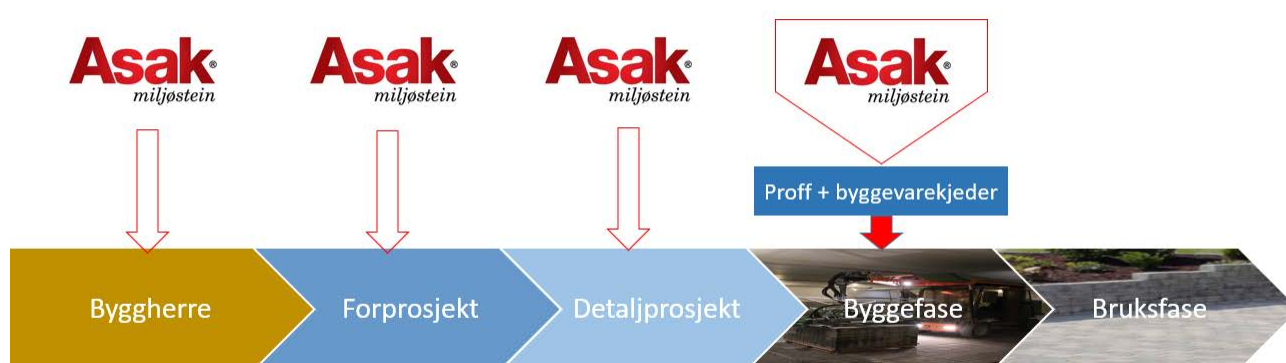 Asak®
miljøstein
Asak®
miljøstein
Asak®
miljøstein
Asak®
miljøstein
Proff + byggevarekjeder
Byggherre
Forprosjekt
Detaljprosjekt
Byggefase
Bruksfase